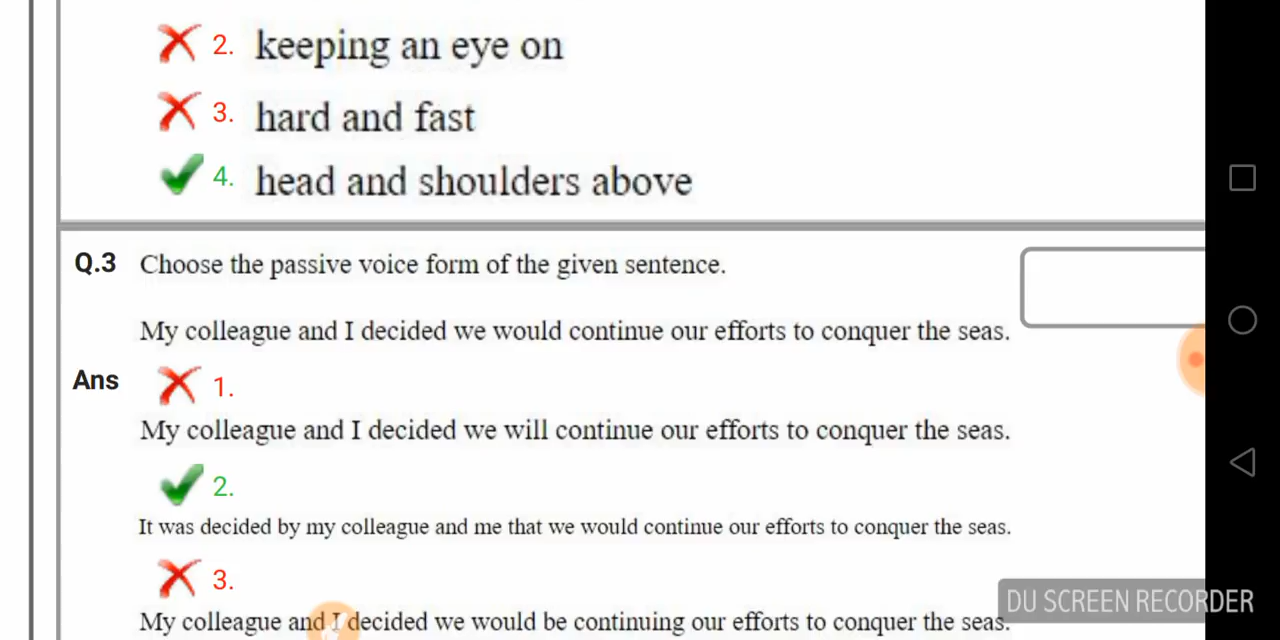 2. keeping an eye on
3. hard and fast
4. head and shoulders above
Q.3 Choose the passive voice form of the given sentence.
My colleague and I decided we would continue our efforts to conquer the seas.
Ans 1.
My colleague and I decided we will continue our efforts to conquer the seas.
2.
It was decided by my colleague and me that we would continue our efforts to conquer the seas.
3.
My colleague and I decided we would be continuing our efforts to conquer the seas.
DU SCREEN RECORDER